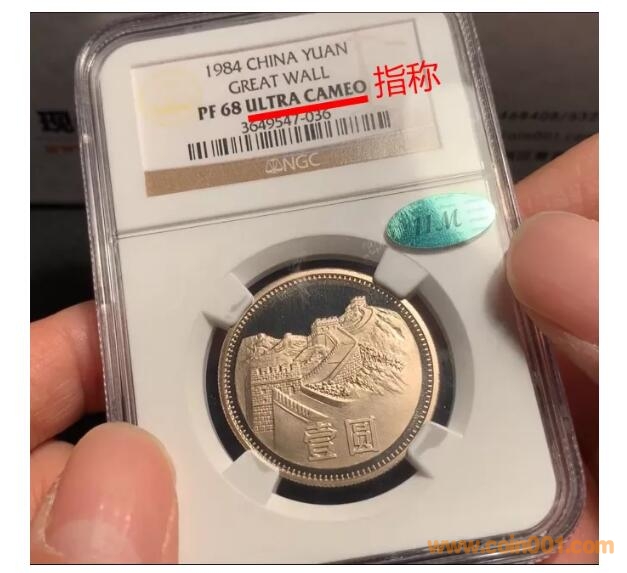 1984 CHINA YUAN
GREAT WALL
PF 68 ULTRA CAMEO
指称
3649547-036
NGC
壹圆
www.coin001.com